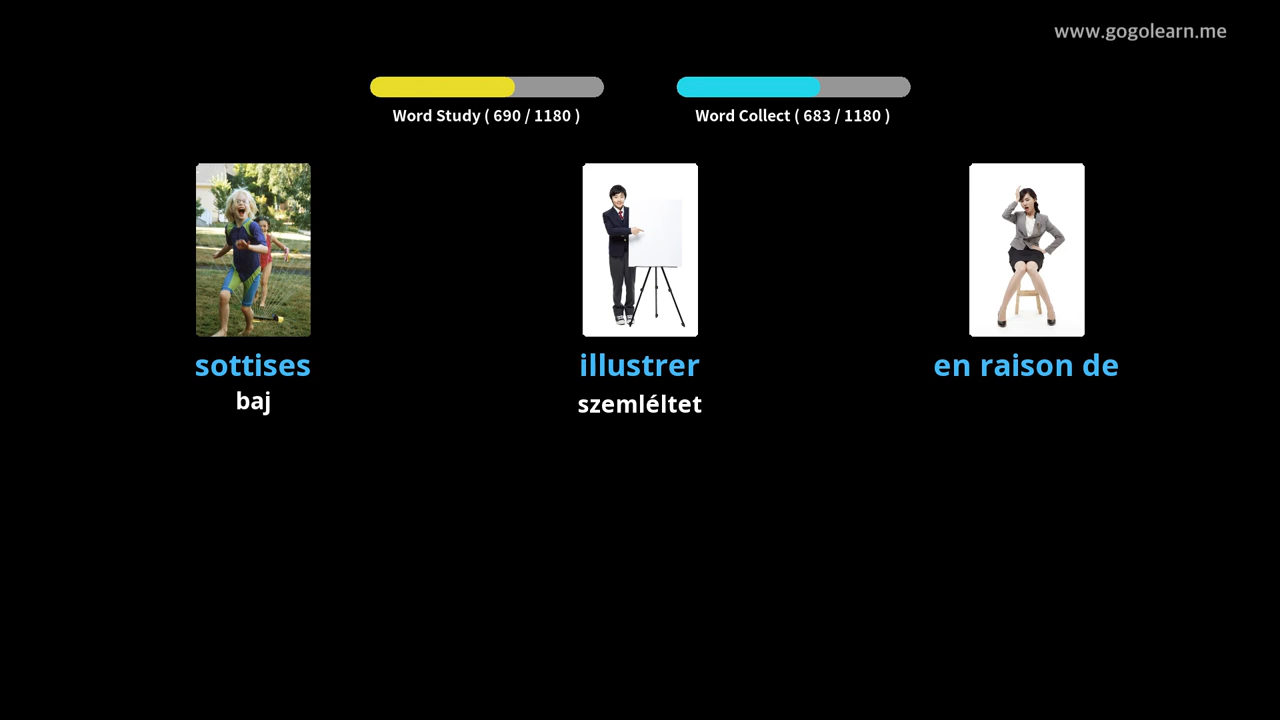 www.gogolearn.me
Word Study ( 690 / 1180 )
Word Collect ( 683 / 1180 )
sottises
baj
illustrer
szemléltet
en raison de